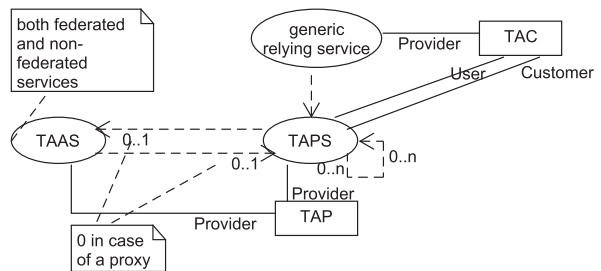 both federated
and non-
federated
services
generic
relying service
Provider
TAC
User
Customer
TAAS
0..1
0..1
TAPS
0..n
0..n
Provider
Provider
TAP
0 in case
of a proxy